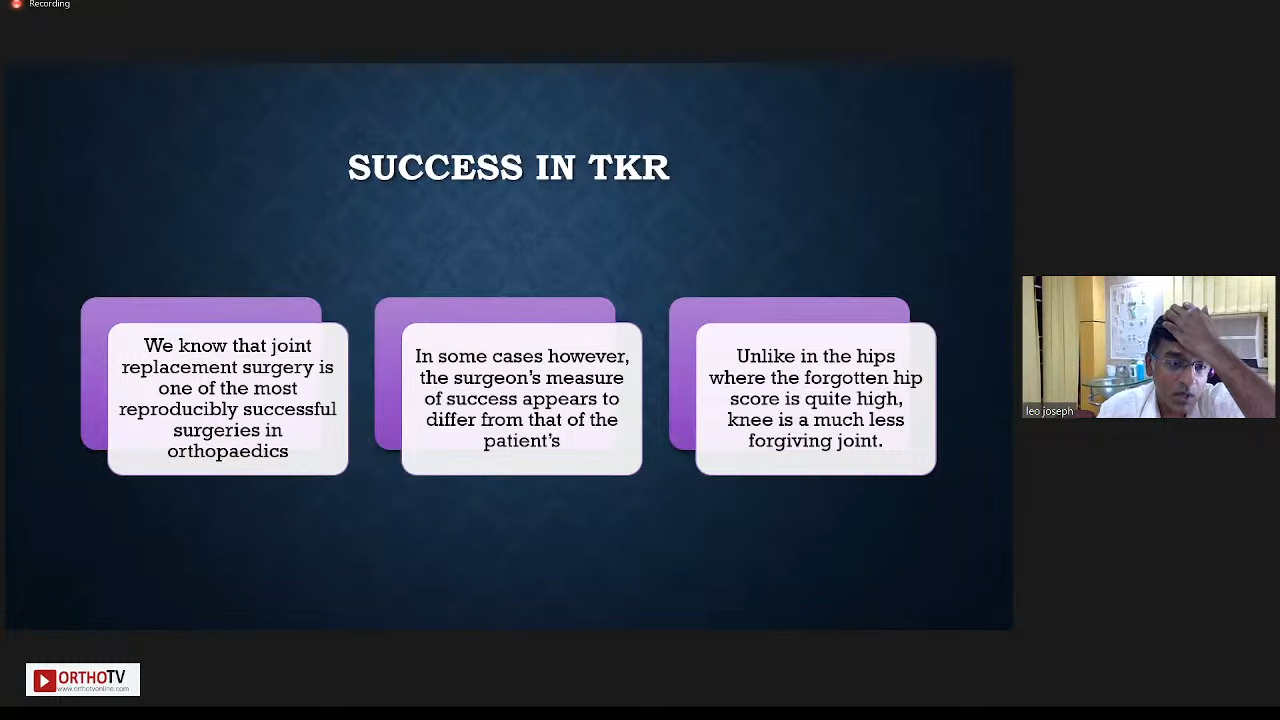 Recording
SUCCESS IN TKR
We know that joint
replacement surgery is
one of the most
reproducibly successful
surgeries in
orthopaedics
In some cases however,
the surgeon's measure
of success appears to
differ from that of the
patient's
Unlike in the hips
where the forgotten hip
score is quite high,
knee is a much less
forgiving joint.
leo joseph
ORTHOTV
www.orthotvonline.com